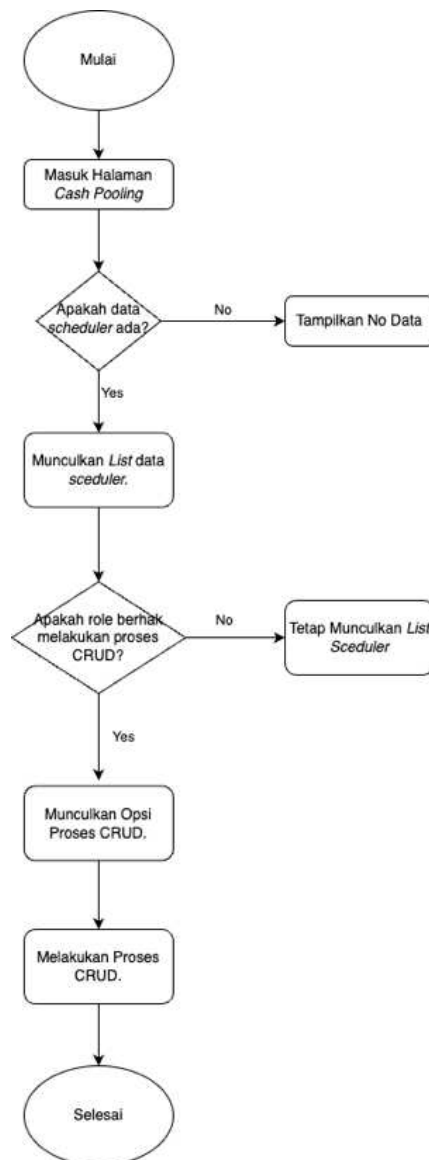 Mulai
Masuk Halaman
Cash Pooling
Apakah data
scheduler ada?
No
Tampilkan No Data
Yes
Munculkan List data
sceduler.
Apakah role berhak
melakukan proses
CRUD?
No
Tetap Munculkan List
Sceduler
Yes
Munculkan Opsi
Proses CRUD.
Melakukan Proses
CRUD.
Selesai